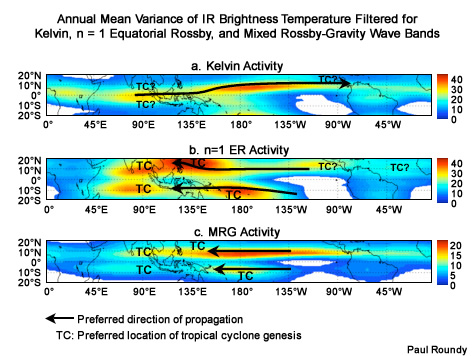 Annual Mean Variance of IR Brightness Temperature Filtered for
Kelvin, n = 1 Equatorial Rossby, and Mixed Rossby-Gravity Wave Bands
a. Kelvin Activity
20°N
10°N
0°
10°S
20°S
TC?
TC?
TC?
40
30
20
10
0
0° 45°E 90°E 135°E 180°W 135°W 90°W 45°W
b. n=1 ER Activity
20°N
10°N
0°
10°S
20°S
TC TC TC? TC?
TC TC
40
30
20
10
0
0° 45°E 90°E 135°E 180°W 135°W 90°W 45°W
c. MRG Activity
20°N
10°N
0°
10°S
20°S
TC TC
TC TC
20
15
10
5
0
0° 45°E 90°E 135°E 180°W 135°W 90°W 45°W
Preferred direction of propagation
TC: Preferred location of tropical cyclone genesis
Paul Roundy